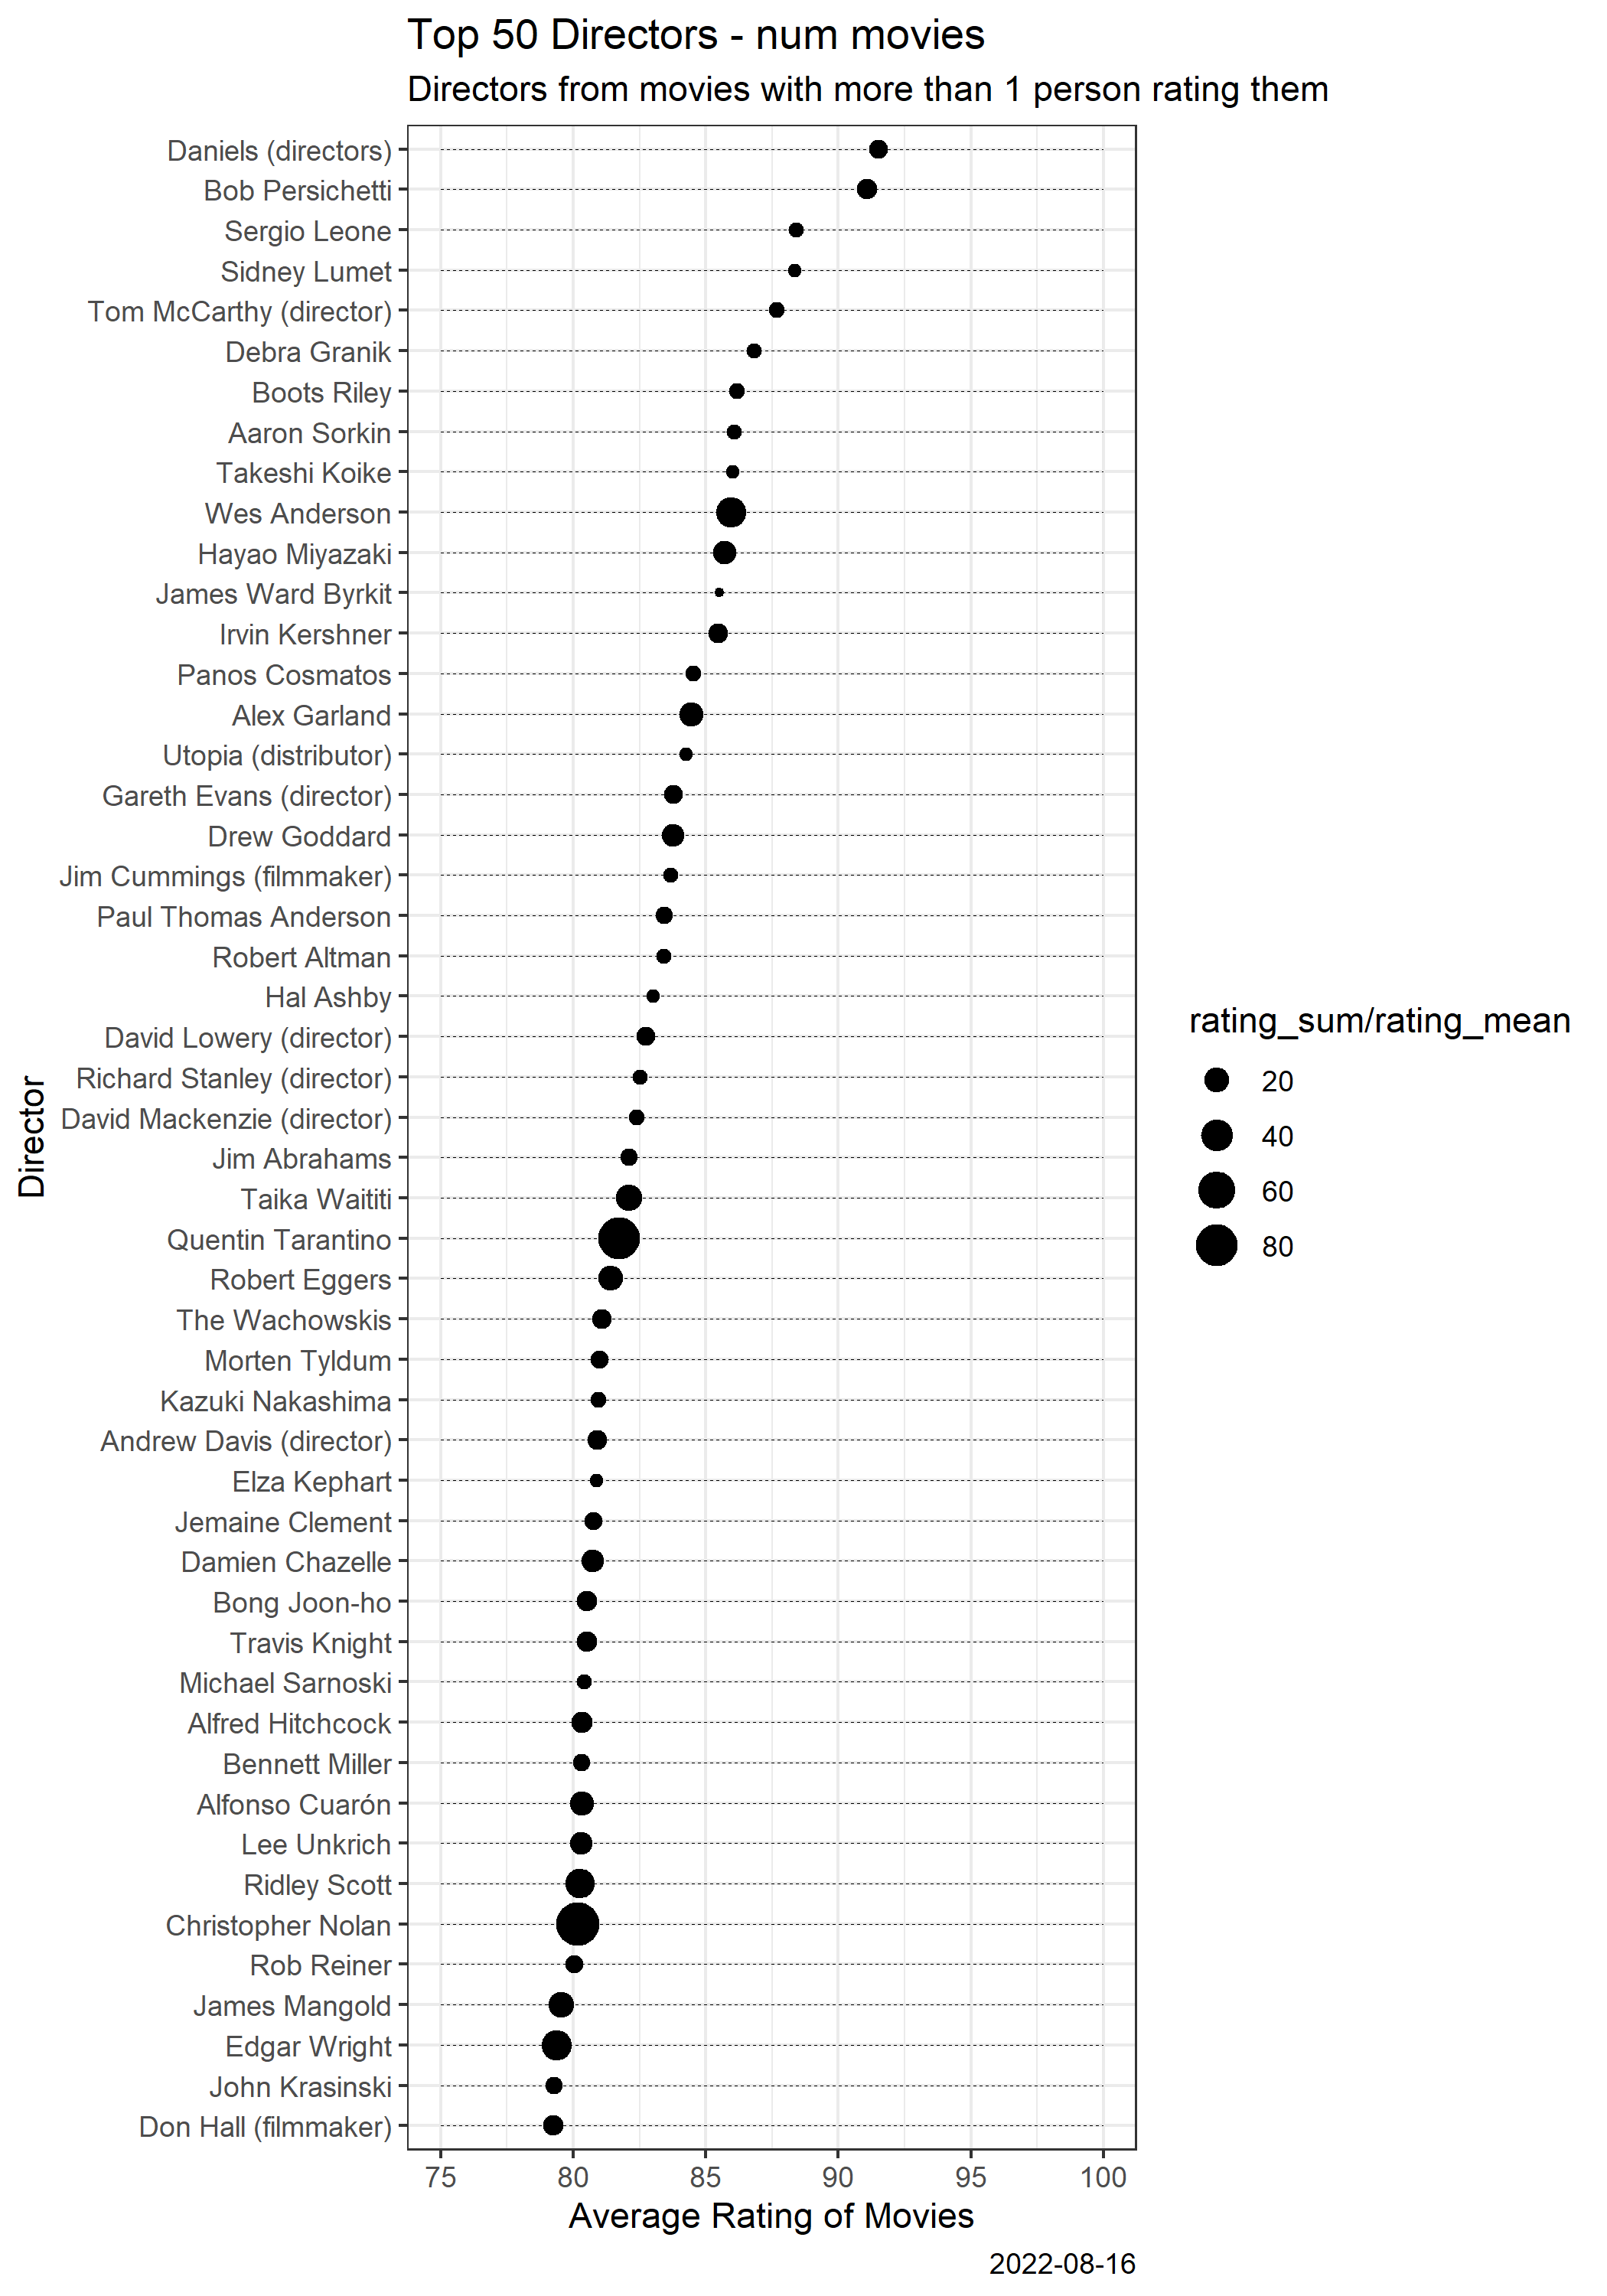 Top 50 Directors - num movies
Directors from movies with more than 1 person rating them
Daniels (directors)
Bob Persichetti
Sergio Leone
Sidney Lumet
Tom McCarthy (director)
Debra Granik
Boots Riley
Aaron Sorkin
Takeshi Koike
Wes Anderson
Hayao Miyazaki
James Ward Byrkit
Irvin Kershner
Panos Cosmatos
Alex Garland
Utopia (distributor)
Gareth Evans (director)
Drew Goddard
Jim Cummings (filmmaker)
Paul Thomas Anderson
Robert Altman
Hal Ashby
David Lowery (director)
Richard Stanley (director)
David Mackenzie (director)
Jim Abrahams
Taika Waititi
Quentin Tarantino
Robert Eggers
The Wachowskis
Morten Tyldum
Kazuki Nakashima
Andrew Davis (director)
Elza Kephart
Jemaine Clement
Damien Chazelle
Bong Joon-ho
Travis Knight
Michael Sarnoski
Alfred Hitchcock
Bennett Miller
Alfonso Cuarón
Lee Unkrich
Ridley Scott
Christopher Nolan
Rob Reiner
James Mangold
Edgar Wright
John Krasinski
Don Hall (filmmaker)
Director
75 80 85 90 95 100
Average Rating of Movies
2022-08-16
rating_sum/rating_mean
20
40
60
80